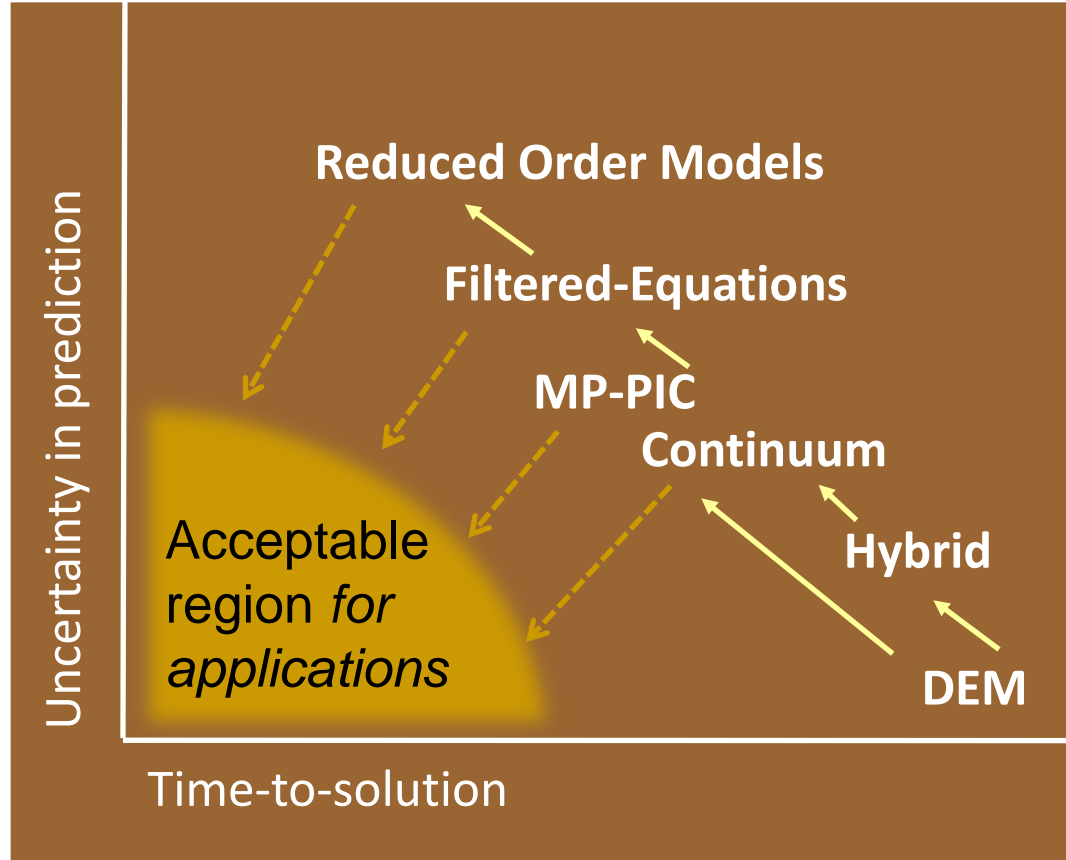 Uncertainty in prediction
Reduced Order Models
Filtered-Equations
MP-PIC
Continuum
Hybrid
DEM
Acceptable
region for
applications
Time-to-solution